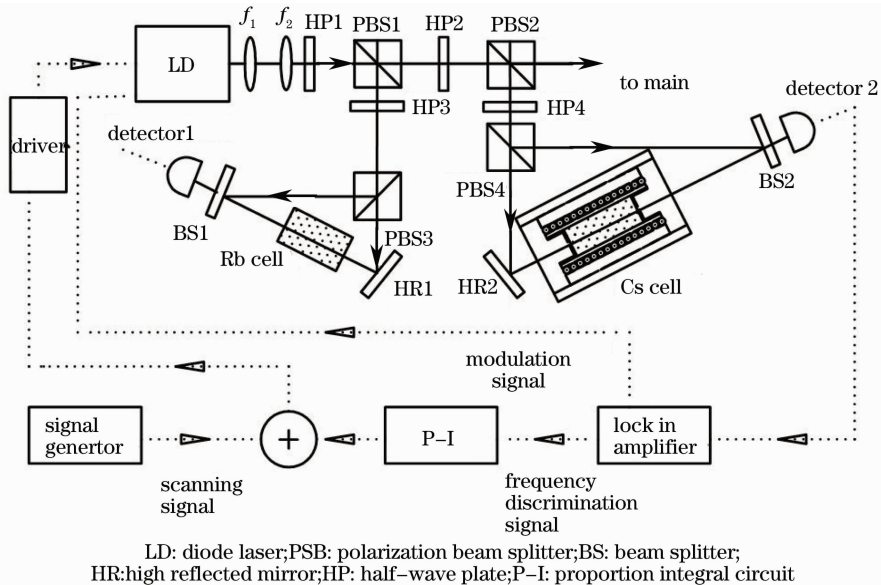 f1
f2
HP1
PBS1
HP2
PBS2
LD
to main
HP3
HP4
detector 2
driver
detector1
PBS4
BS2
BS1
PBS3
Rb cell
HR1
HR2
Cs cell
modulation
signal
signal
genertor
+
P-I
lock in
amplifier
scanning
signal
frequency
discrimination
signal
LD: diode laser;PSB: polarization beam splitter;BS: beam splitter;
HR:high reflected mirror;HP: half-wave plate;P-I: proportion integral circuit